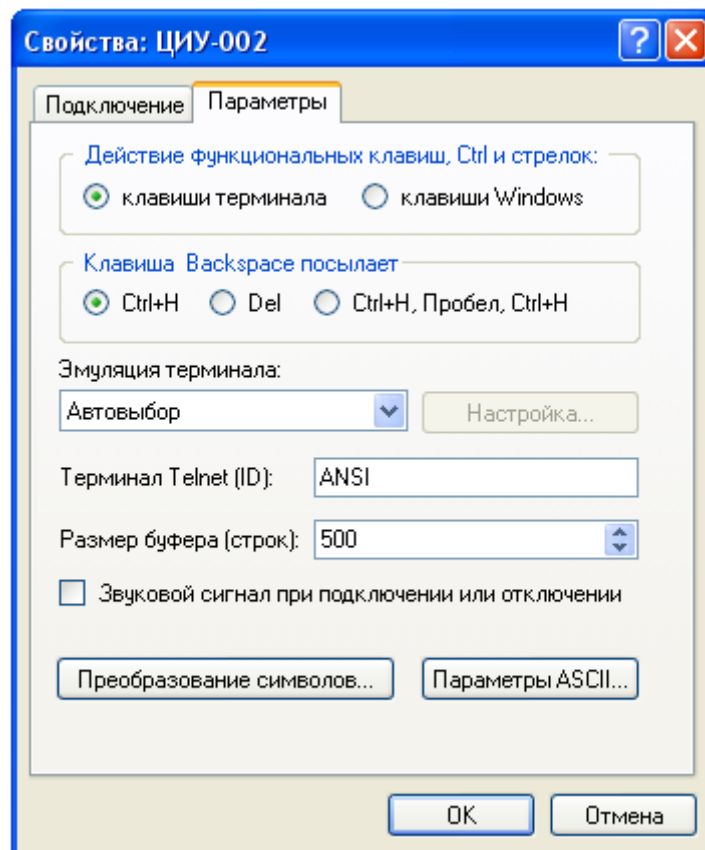 Свойства: ЦИУ-002
Подключение Параметры
Действие функциональных клавиш, Ctrl и стрелок:
клавиши терминала клавиши Windows
Клавиша Backspace посылает
Ctrl+H Del Ctrl+H, Пробел, Ctrl+H
Эмуляция терминала:
Автовыбор Настройка...
Терминал Telnet (ID): ANSI
Размер буфера (строк): 500
Звуковой сигнал при подключении или отключении
Преобразование символов... Параметры ASCII...
OK Отмена